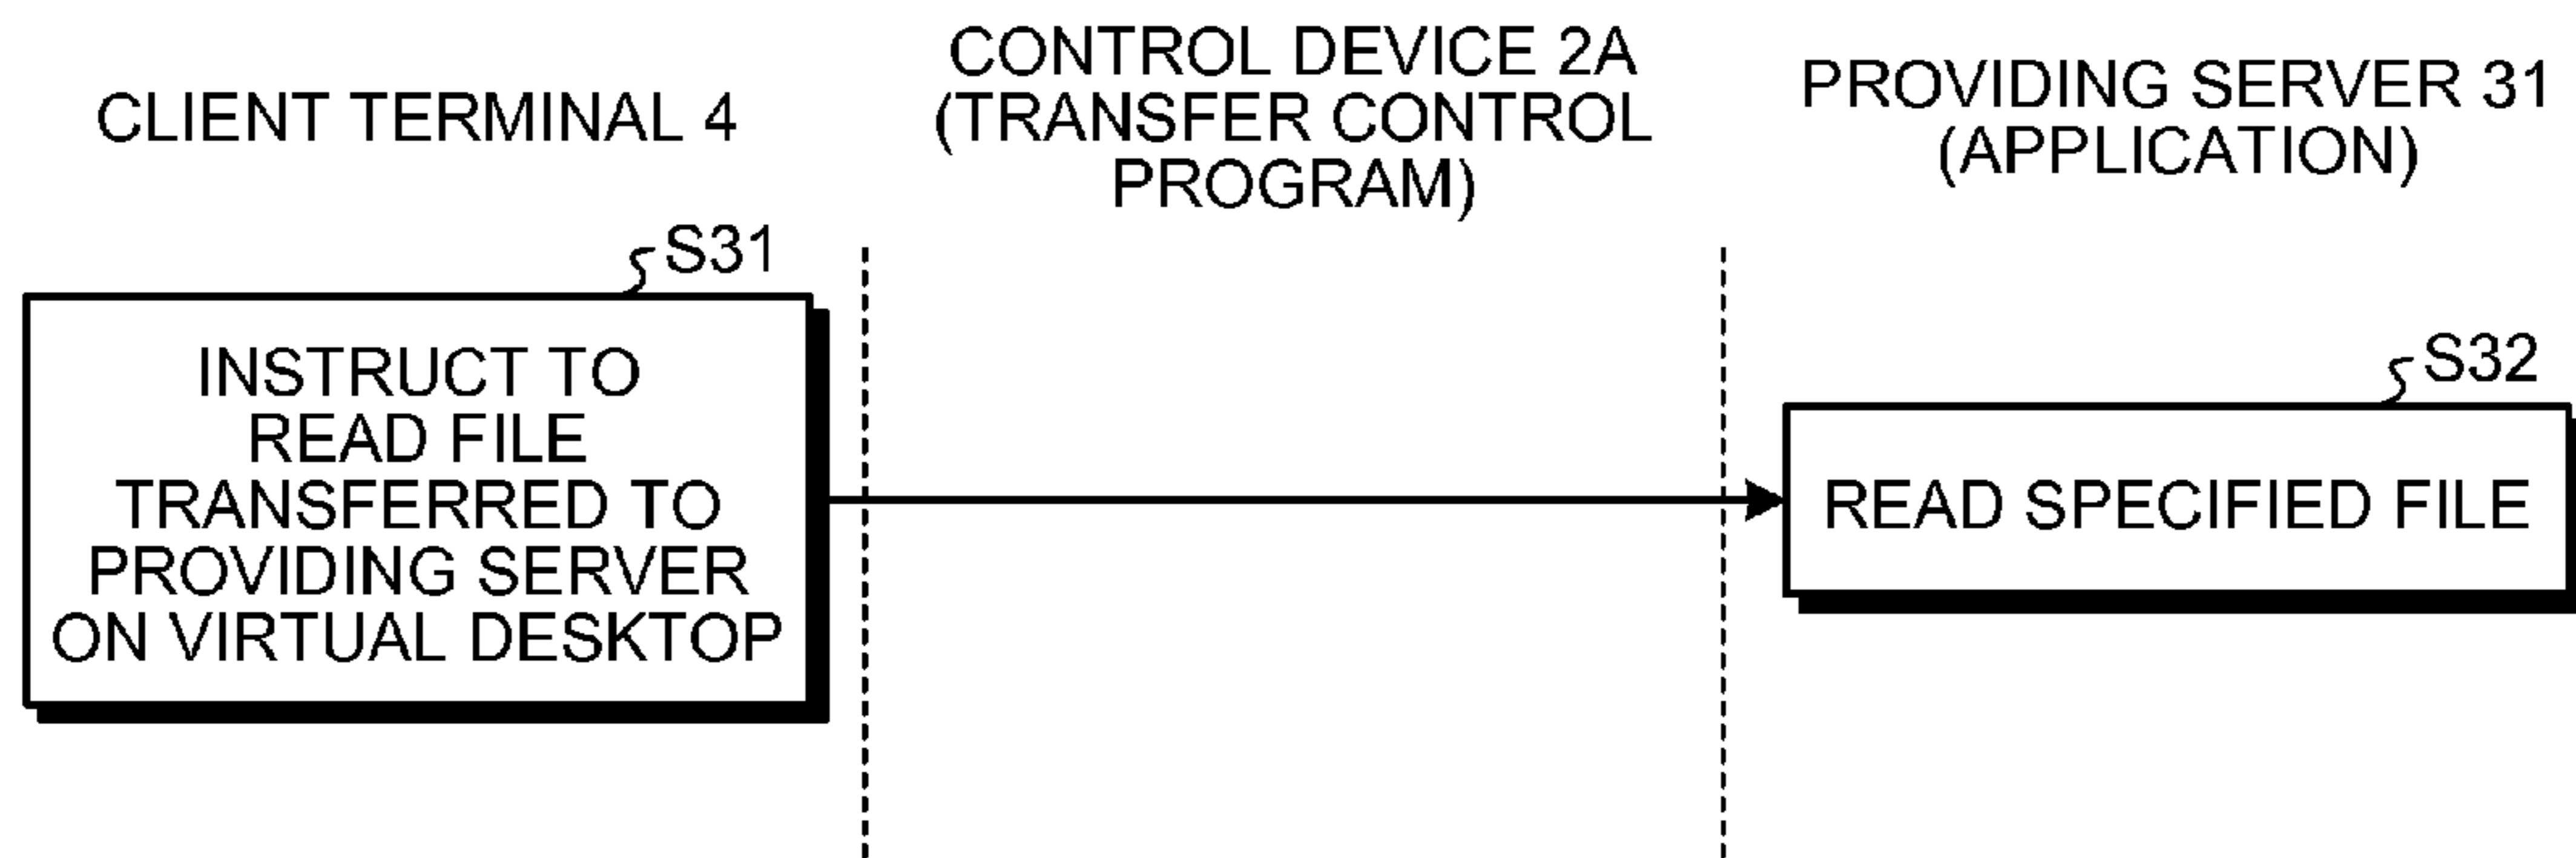 CLIENT TERMINAL 4
CONTROL DEVICE 2A
(TRANSFER CONTROL
PROGRAM)
PROVIDING SERVER 31
(APPLICATION)
S31
INSTRUCT TO
READ FILE
TRANSFERRED TO
PROVIDING SERVER
ON VIRTUAL DESKTOP
S32
READ SPECIFIED FILE